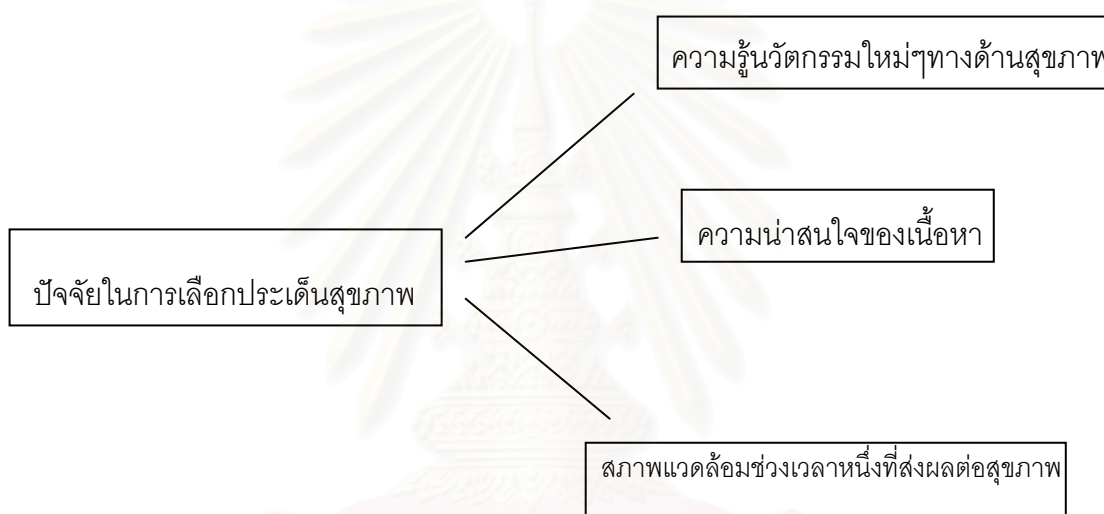 ความรู้นวัตกรรมใหม่ๆทางด้านสุขภาพ
ความน่าสนใจของเนื้อหา
ปัจจัยในการเลือกประเด็นสุขภาพ
สภาพแวดล้อมช่วงเวลาหนึ่งที่ส่งผลต่อสุขภาพ